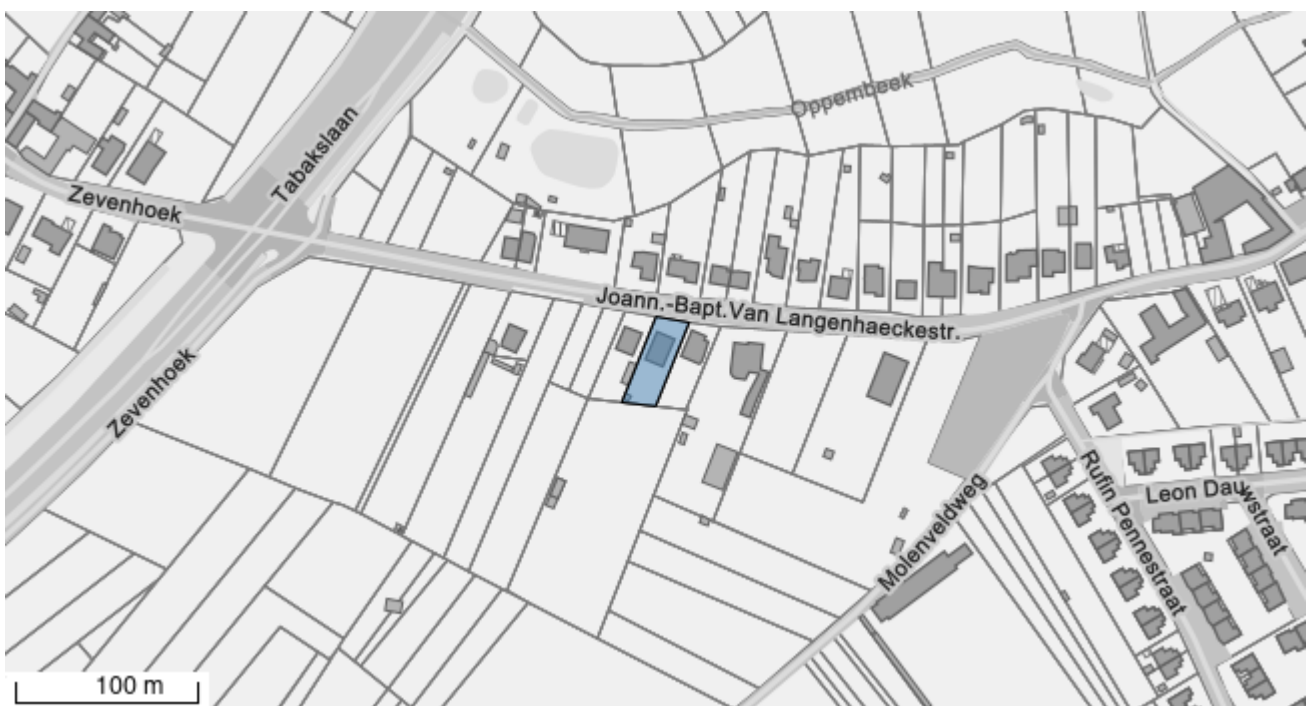 Oppembeek
Tabakslaan
Zevenhoek
Joann.-Bapt.Van Langenhaeckestr.
Zevenhoek
Rufin Pennestraat
Leon Dauwstraat
Molenveldweg
100 m